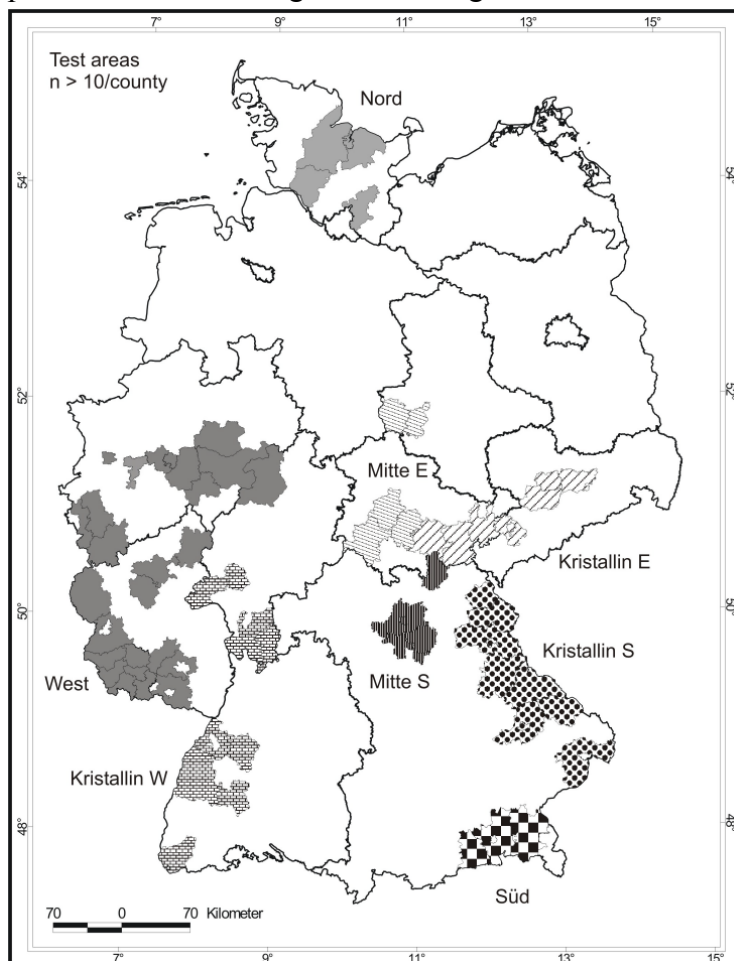 7° 9° 11° 13° 15°
Test areas
n > 10/county
Nord
54° 54°
52° 52°
Mitte E
Kristallin E
50° 50°
Kristallin S
West
Mitte S
Kristallin W
48° 48°
Süd
70 0 70 Kilometer
7° 9° 11° 13° 15°